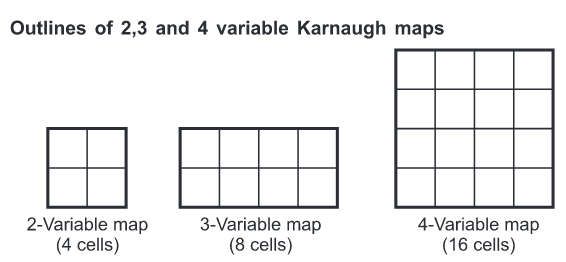 Outlines of 2,3 and 4 variable Karnaugh maps
2-Variable map
(4 cells)
3-Variable map
(8 cells)
4-Variable map
(16 cells)